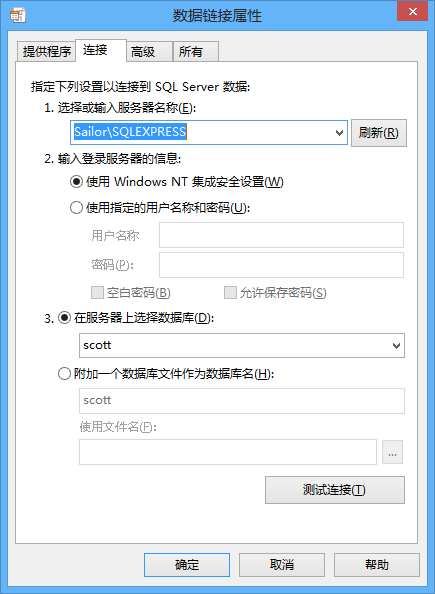 数据链接属性
提供程序 连接 高级 所有
指定下列设置以连接到 SQL Server 数据:
1. 选择或输入服务器名称(E):
Sailor\SQLEXPRESS 刷新(R)
2. 输入登录服务器的信息:
使用 Windows NT 集成安全设置(W)
使用指定的用户名称和密码(U):
用户名称
密码(P):
空白密码(B) 允许保存密码(S)
3. 在服务器上选择数据库(D):
scott
附加一个数据库文件作为数据库名(H):
scott
使用文件名(F):
...
测试连接(T)
确定 取消 帮助